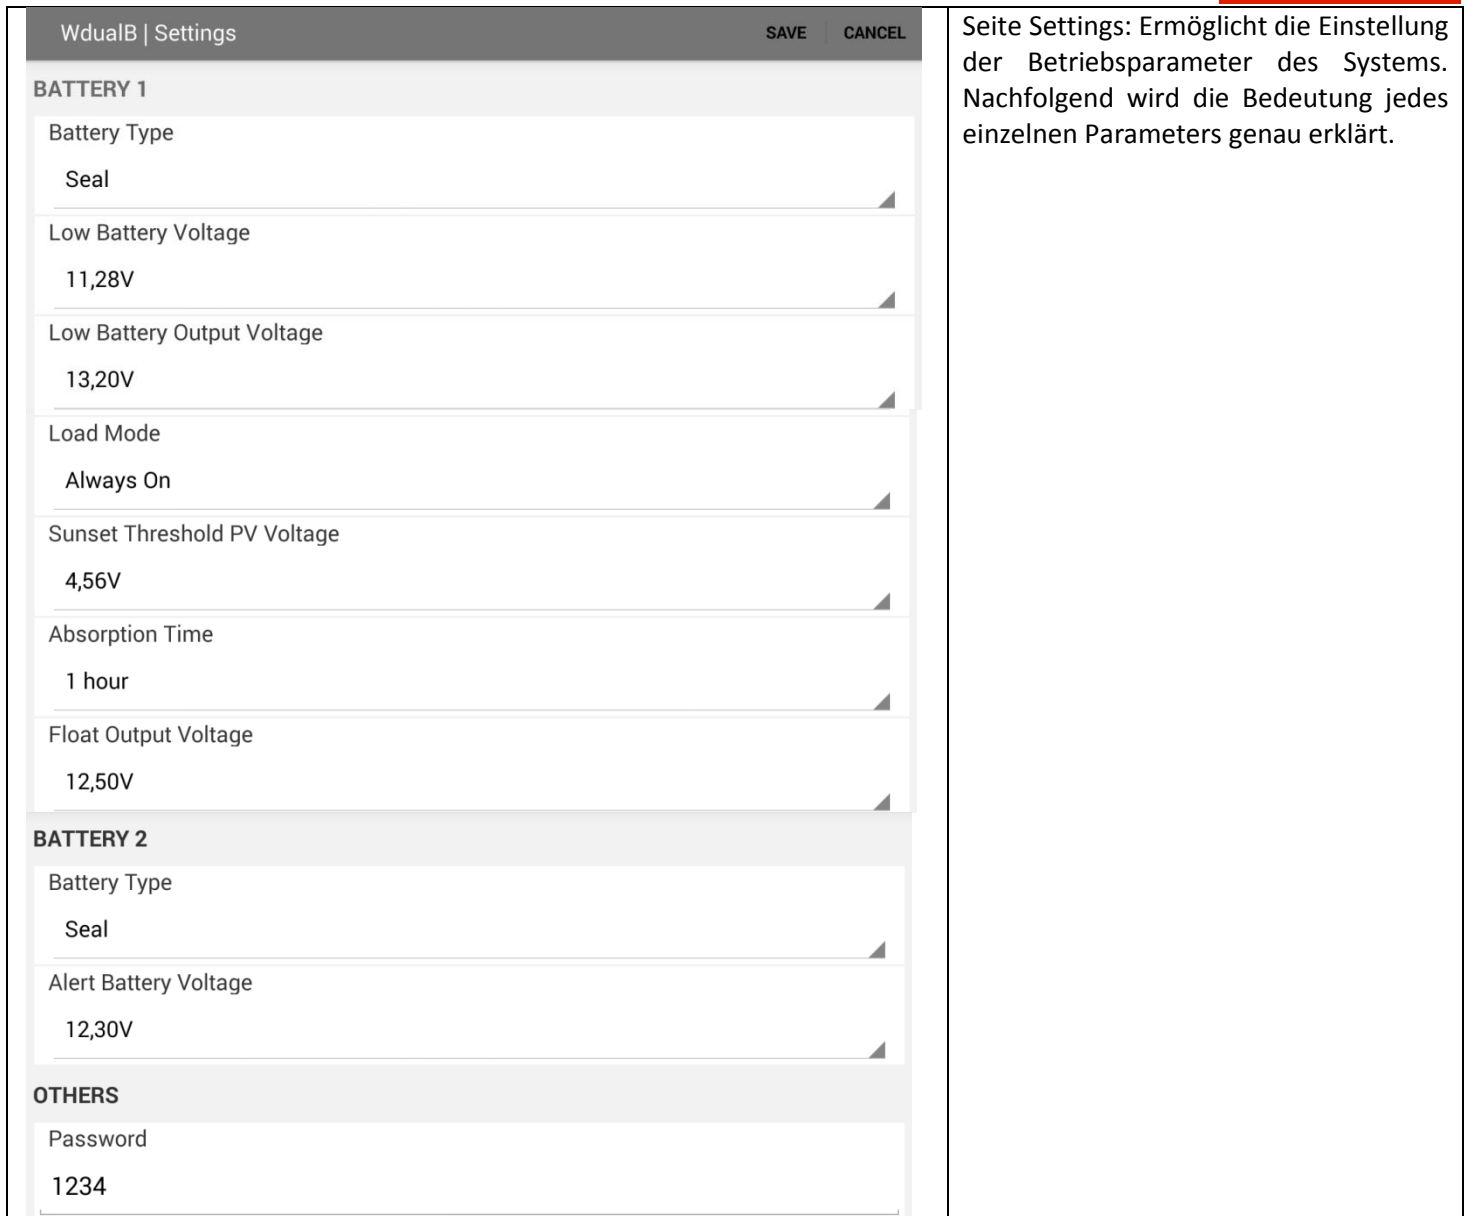 WdualB | Settings
SAVE
CANCEL
BATTERY 1
Battery Type
Seal
Low Battery Voltage
11,28V
Low Battery Output Voltage
13,20V
Load Mode
Always On
Sunset Threshold PV Voltage
4,56V
Absorption Time
1 hour
Float Output Voltage
12,50V
BATTERY 2
Battery Type
Seal
Alert Battery Voltage
12,30V
OTHERS
Password
1234
Seite Settings: Ermöglicht die Einstellung
der Betriebsparameter des Systems.
Nachfolgend wird die Bedeutung jedes
einzelnen Parameters genau erklärt.